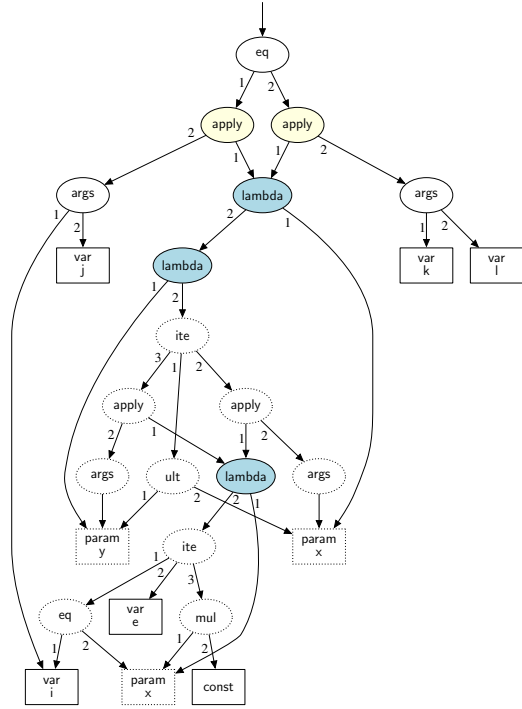 eq
1 2
apply apply
2 1 1 2
args lambda args
1 2 2 1 1 2
var
j
lambda
var
k
var
l
1 2
ite
3 1 2
apply apply
2 1 1 2
args ult lambda args
1 2 2 1
param
y
param
x
ite
1 2 3
eq
var
e
mul
1 2 1 2
var
i
param
x
const